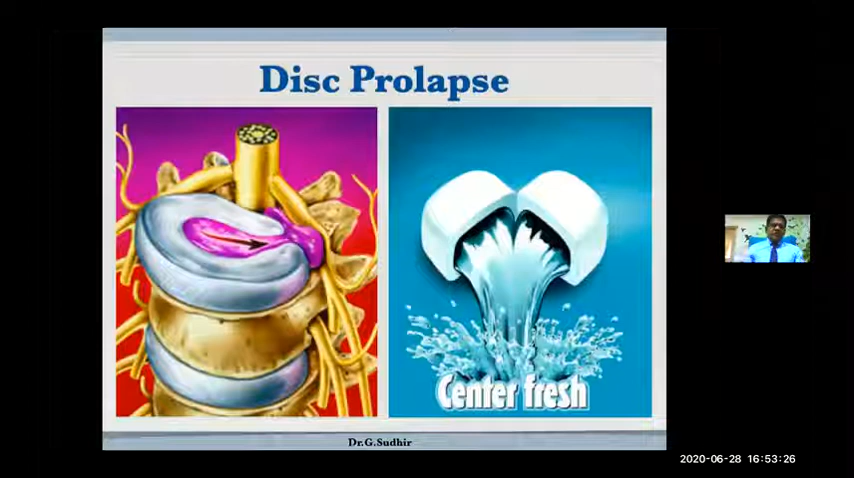 Disc Prolapse
Center fresh
Dr.G.Sudhir
2020-06-28 16:53:26